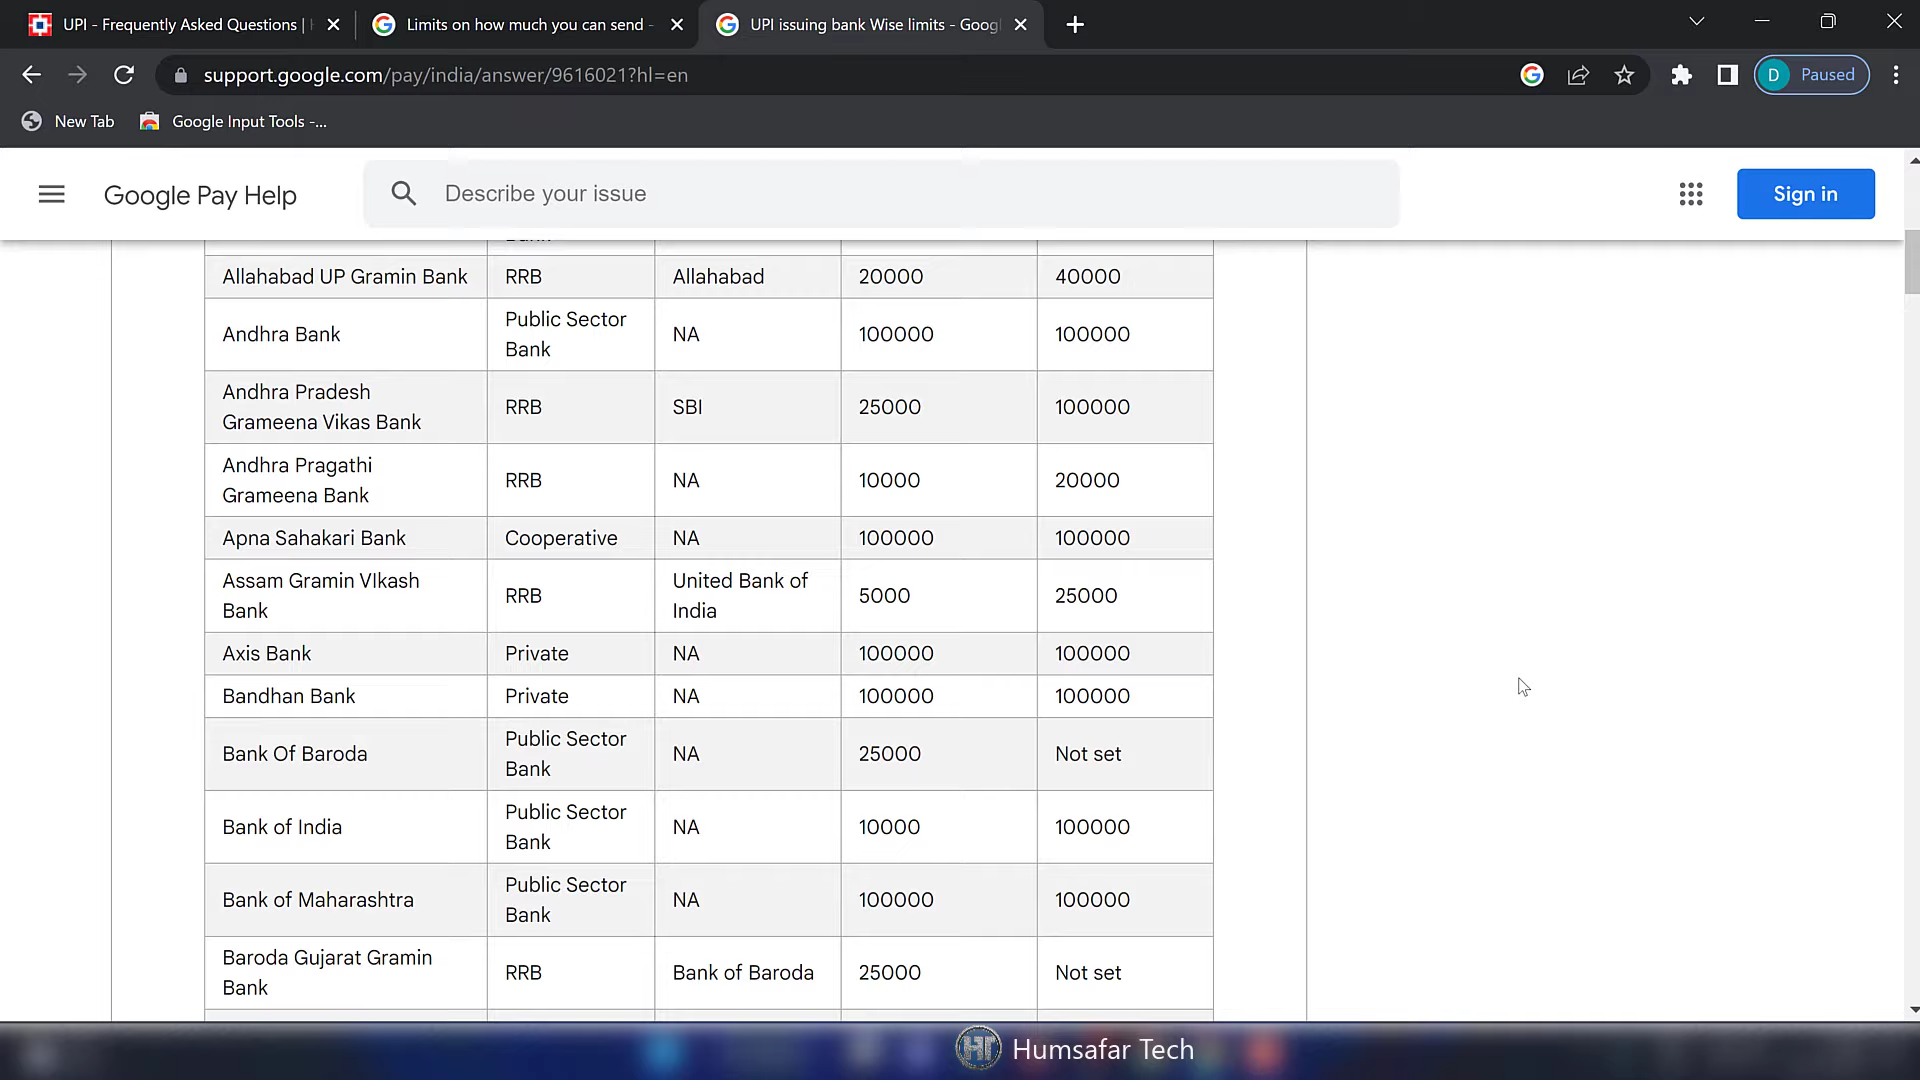 UPI - Frequently Asked Questions |
Limits on how much you can send -
UPI issuing bank Wise limits - Goog
support.google.com/pay/india/answer/9616021?hl=en
D Paused
New Tab
Google Input Tools -...
Google Pay Help
Describe your issue
Sign in
Allahabad UP Gramin Bank RRB Allahabad 20000 40000
Andhra Bank Public Sector Bank NA 100000 100000
Andhra Pradesh Grameena Vikas Bank RRB SBI 25000 100000
Andhra Pragathi Grameena Bank RRB NA 10000 20000
Apna Sahakari Bank Cooperative NA 100000 100000
Assam Gramin VIkash Bank RRB United Bank of India 5000 25000
Axis Bank Private NA 100000 100000
Bandhan Bank Private NA 100000 100000
Bank Of Baroda Public Sector Bank NA 25000 Not set
Bank of India Public Sector Bank NA 10000 100000
Bank of Maharashtra Public Sector Bank NA 100000 100000
Baroda Gujarat Gramin Bank RRB Bank of Baroda 25000 Not set
HT Humsafar Tech